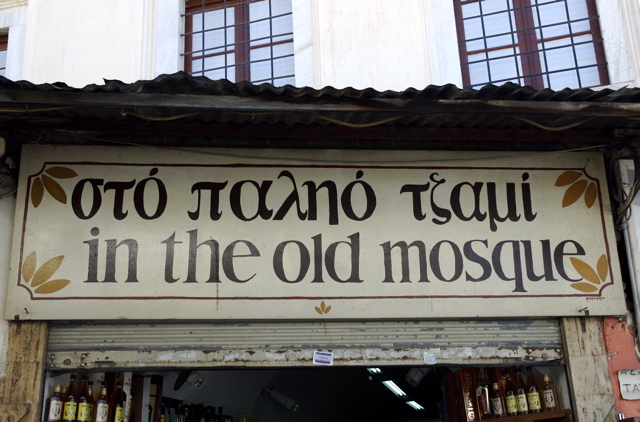 στό παληό τζαμί
in the old mosque